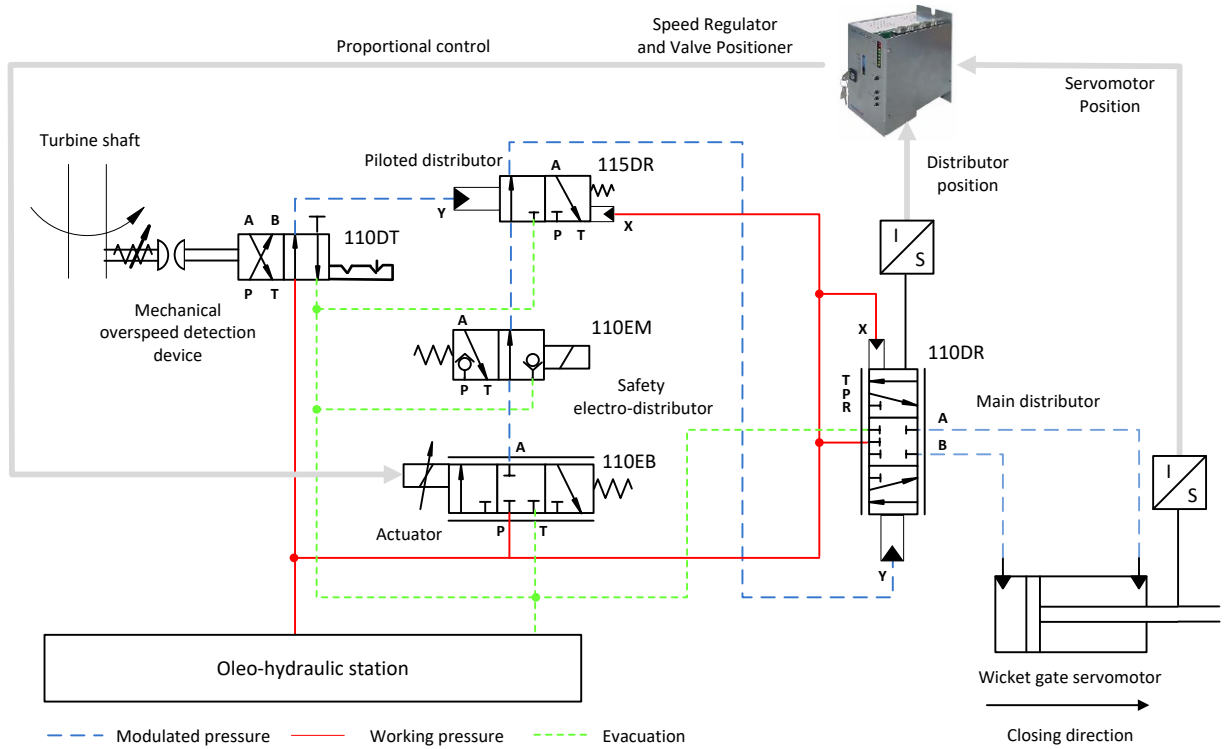 Speed Regulator
and Valve Positioner
Proportional control
Servomotor
Position
Turbine shaft
Piloted distributor
A
115DR
Distributor
position
Y
P T
X
A B
110DT
I
S
P T
Mechanical
overspeed detection
device
A
110EM
X
110DR
P T
Safety
electro-distributor
T
P
R
Main distributor
A
B
A
110EB
I
S
Actuator
P T
Y
Oleo-hydraulic station
Wicket gate servomotor
Closing direction
Modulated pressure
Working pressure
Evacuation